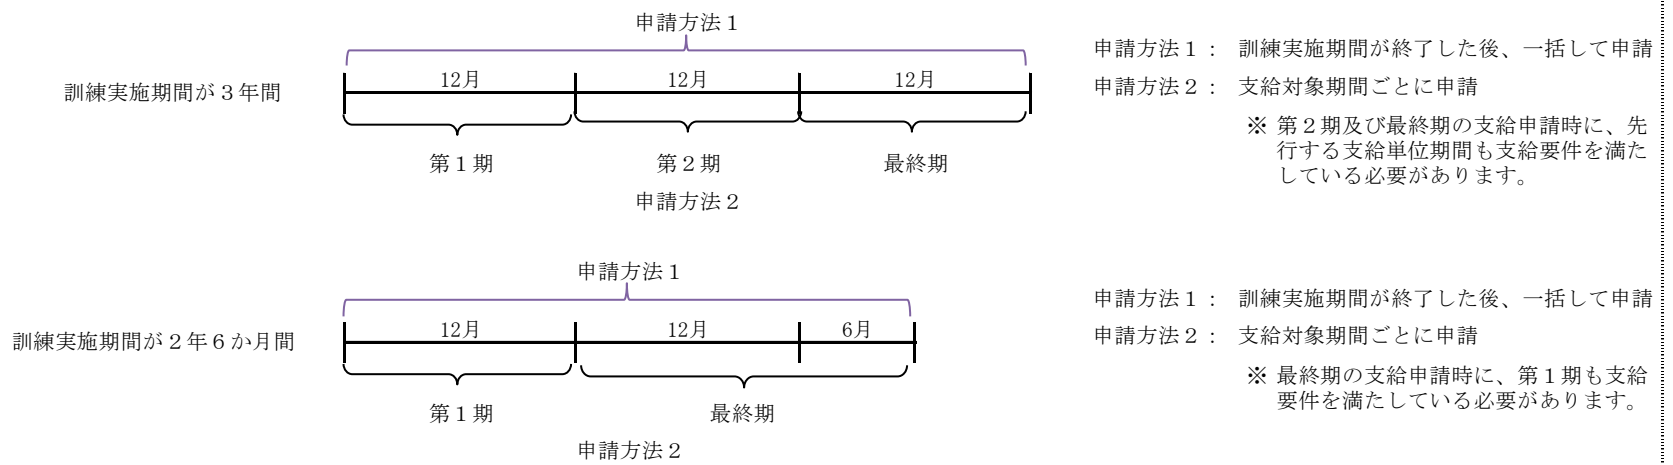 申請方法１
訓練実施期間が３年間
12月 12月 12月
第１期 第２期 最終期
申請方法２
申請方法１： 訓練実施期間が終了した後、一括して申請
申請方法２： 支給対象期間ごとに申請
※ 第２期及び最終期の支給申請時に、先
行する支給単位期間も支給要件を満た
している必要があります。
申請方法１
訓練実施期間が２年６か月間
12月 12月 6月
第１期 最終期
申請方法２
申請方法１： 訓練実施期間が終了した後、一括して申請
申請方法２： 支給対象期間ごとに申請
※ 最終期の支給申請時に、第１期も支給
要件を満たしている必要があります。